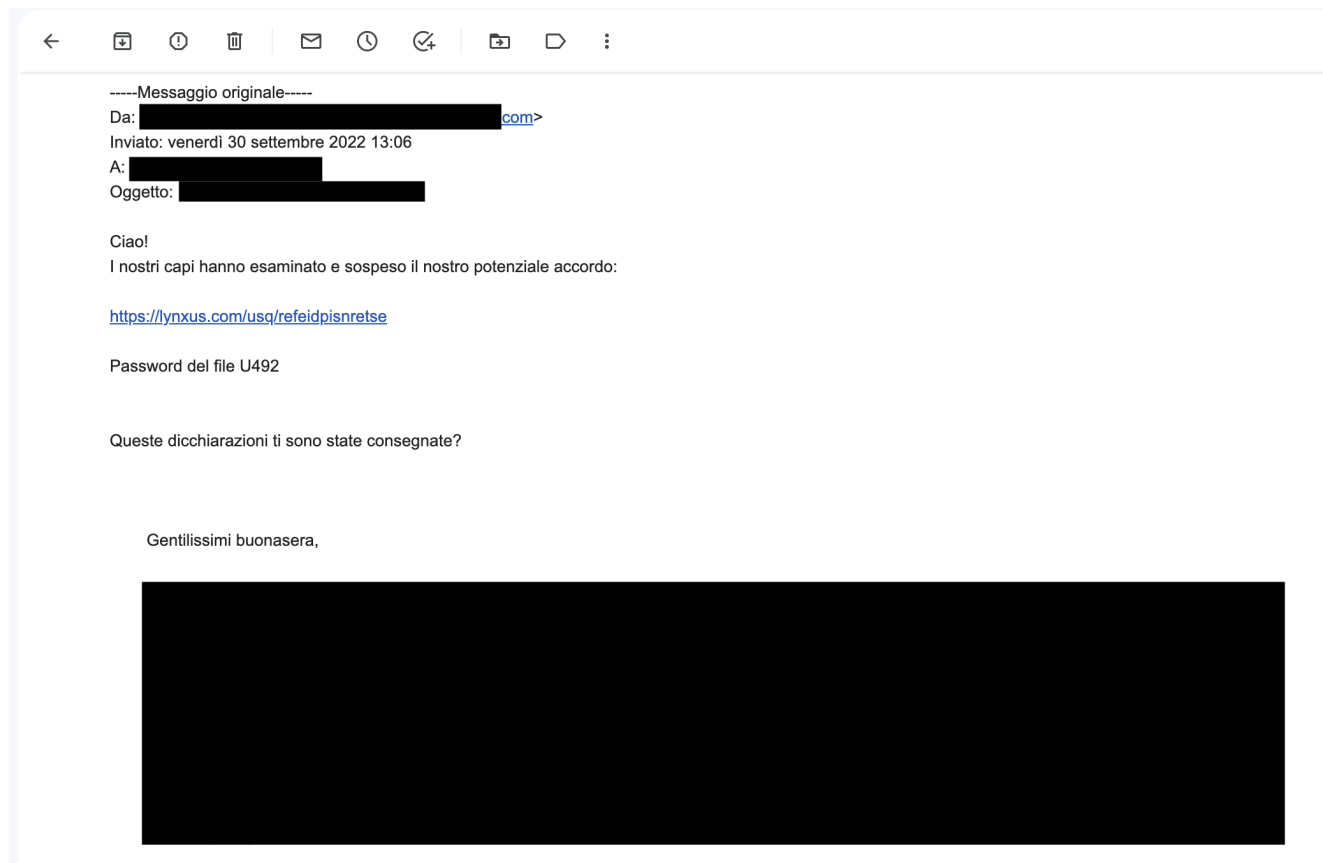 -----Messaggio originale-----
Da: com>
Inviato: venerdì 30 settembre 2022 13:06
A:
Oggetto:
Ciao!
I nostri capi hanno esaminato e sospeso il nostro potenziale accordo:
https://lynxus.com/usq/refeidpisnretse
Password del file U492
Queste dicchiarazioni ti sono state consegnate?
Gentilissimi buonasera,